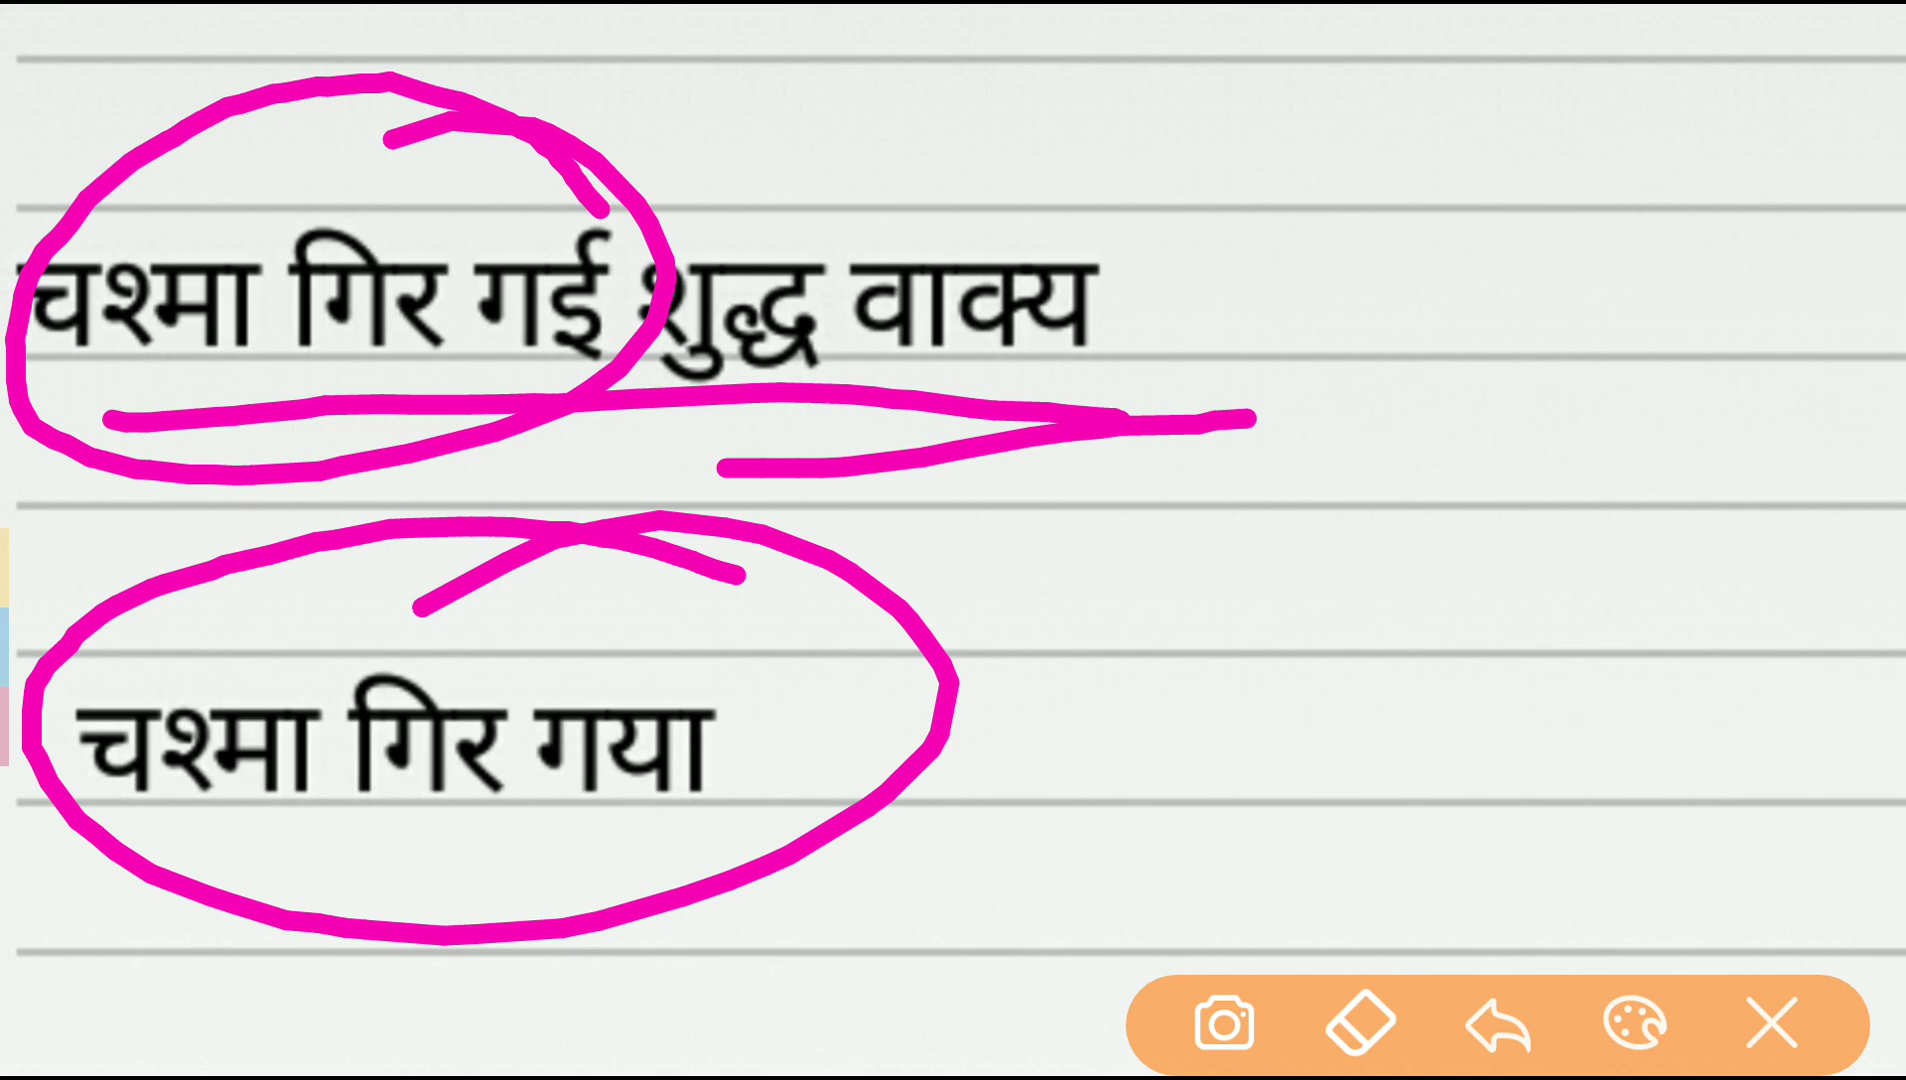 चश्मा गिर गई शुद्ध वाक्य
चश्मा गिर गया